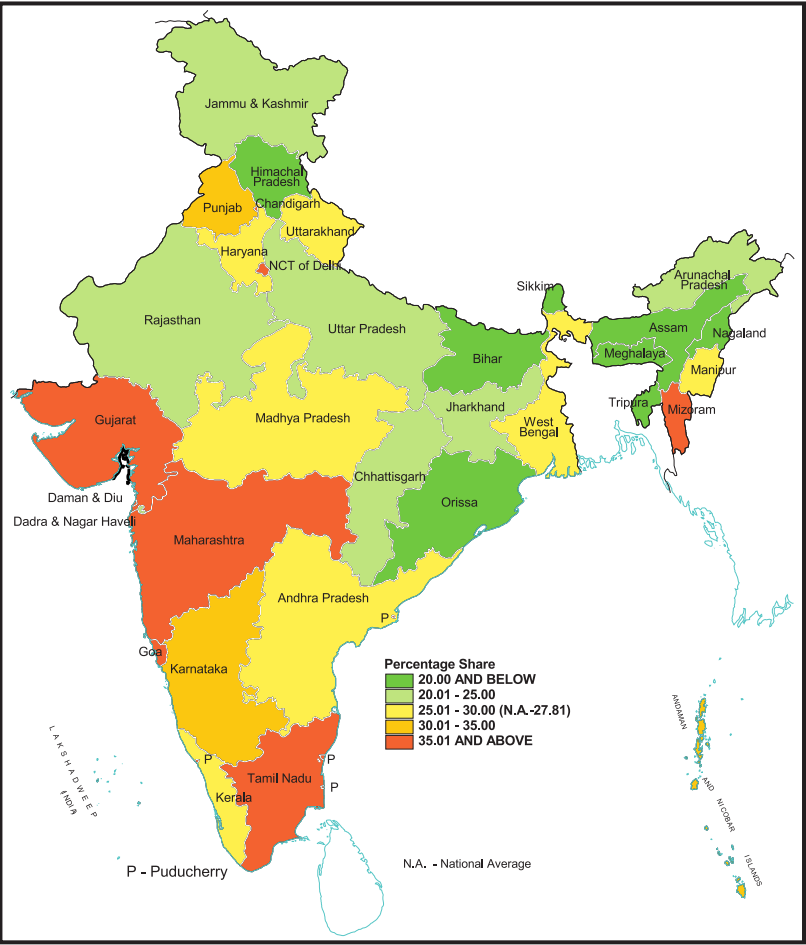 Jammu & Kashmir
Himachal
Pradesh
Punjab
Chandigarh
Uttarakhand
Haryana
NCT of Delhi
Arunachal
Pradesh
Sikkim
Rajasthan
Uttar Pradesh
Assam
Nagaland
Bihar
Meghalaya
Manipur
Jharkhand
Tripura
Mizoram
Gujarat
Madhya Pradesh
West
Bengal
Chhattisgarh
Daman & Diu
Orissa
Dadra & Nagar Haveli
Maharashtra
Andhra Pradesh
P
Goa
Karnataka
Percentage Share
20.00 AND BELOW
20.01 - 25.00
25.01 - 30.00 (N.A.-27.81)
30.01 - 35.00
35.01 AND ABOVE
ANDAMAN
AND NICOBAR
ISLANDS
LAKSHADWEEP
(INDIA)
P
P
Tamil Nadu
P
Kerala
P - Puducherry
N.A. - National Average